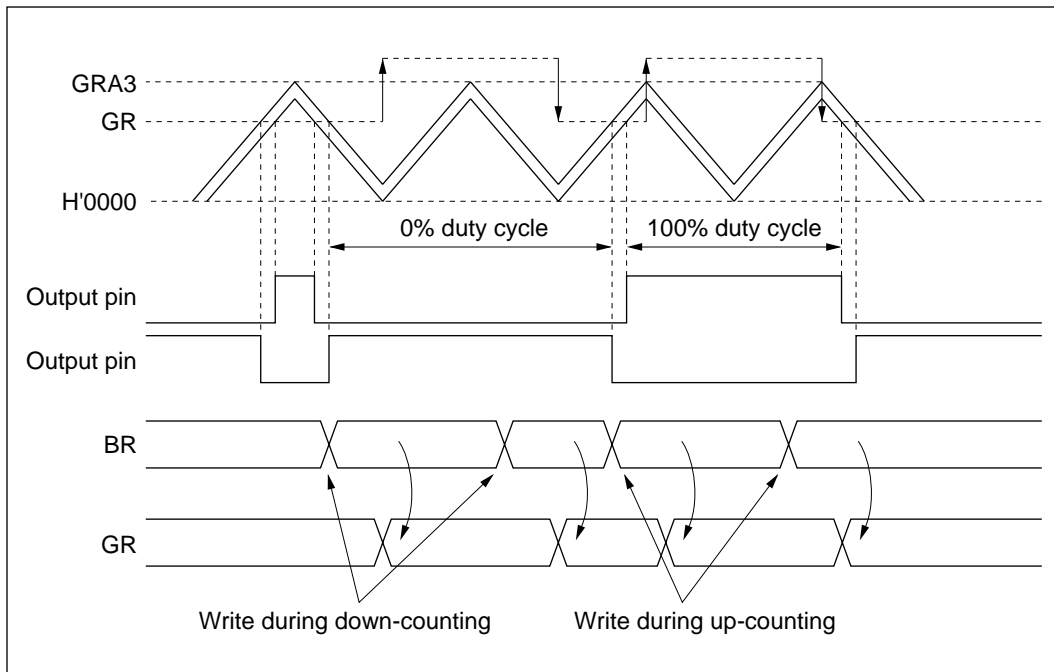 GRA3
GR
H'0000
0% duty cycle
100% duty cycle
Output pin
Output pin
BR
GR
Write during down-counting
Write during up-counting